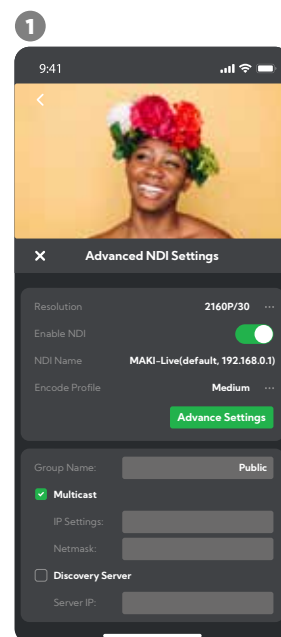 1
9:41
Advanced NDI Settings
Resolution 2160P/30 ...
Enable NDI
NDI Name MAKI-Live(default, 192.168.0.1)
Encode Profile Medium ...
Advance Settings
Group Name: Public
Multicast
IP Settings:
Netmask:
Discovery Server
Server IP: